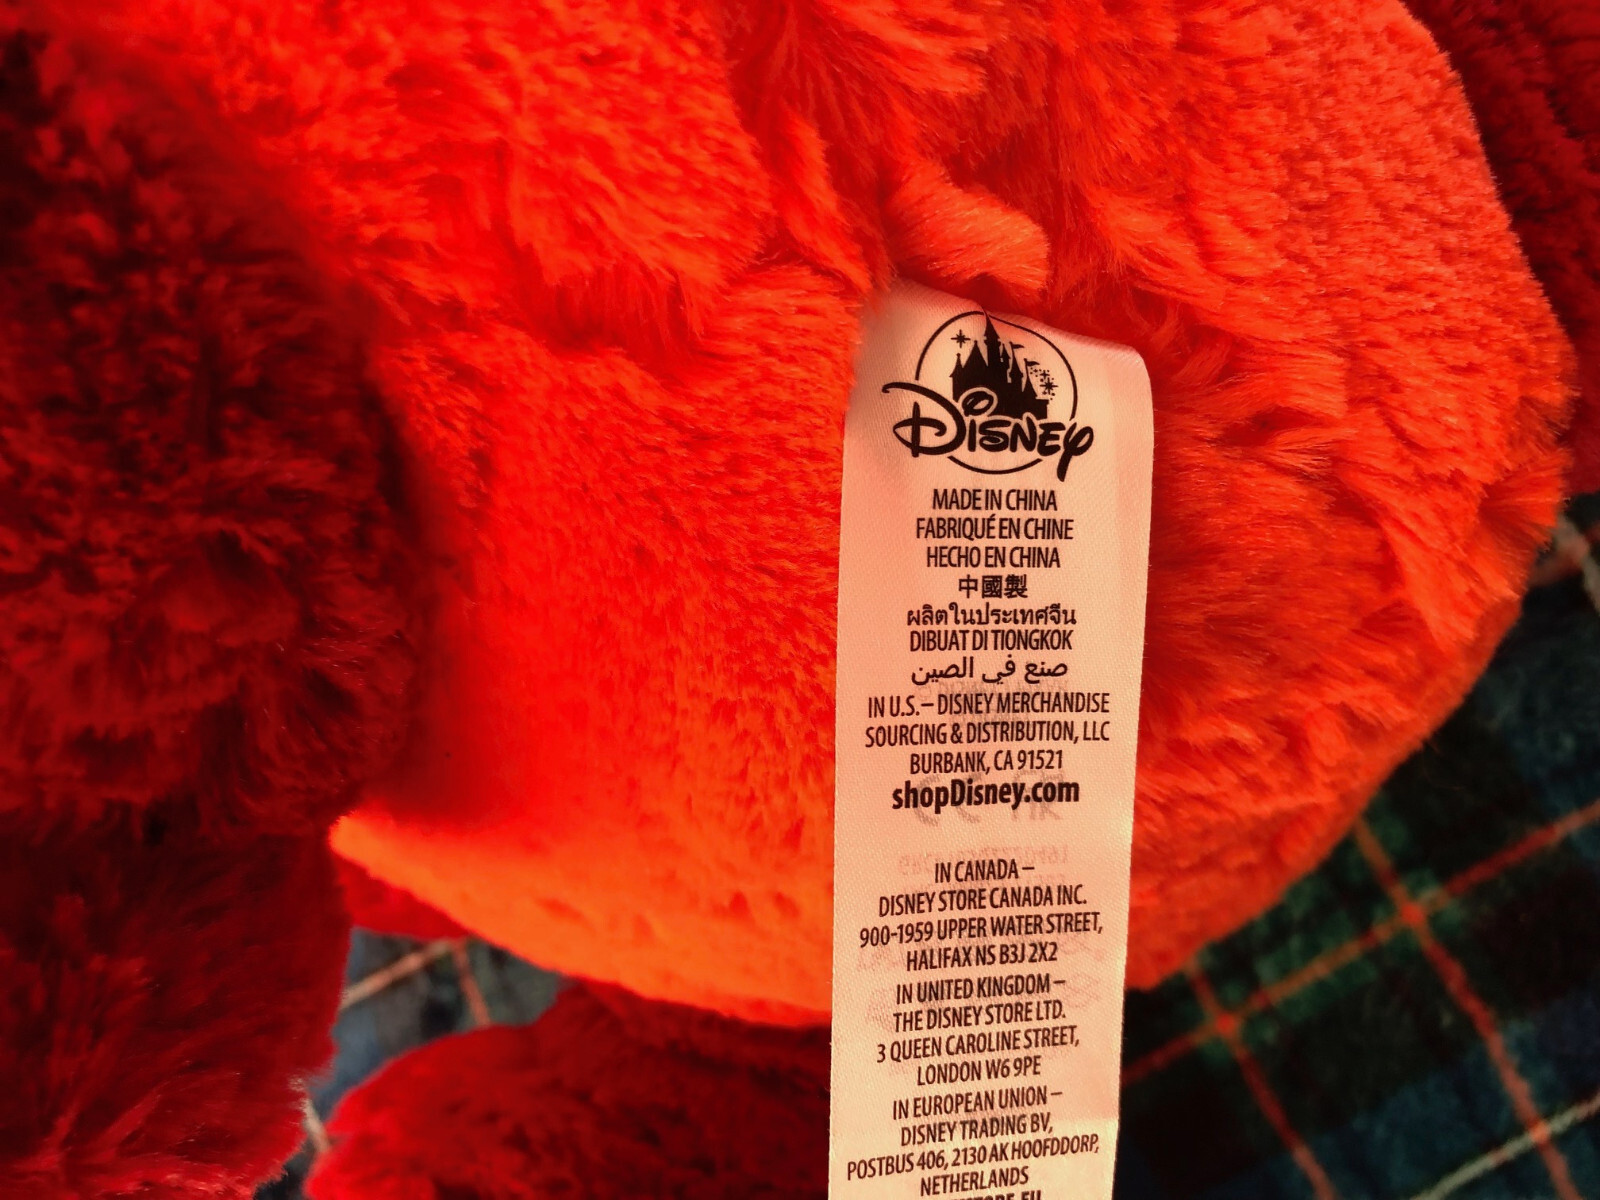 Disney
MADE IN CHINA
FABRIQUÉ EN CHINE
HECHO EN CHINA
中國製
ผลิตในประเทศจีน
DIBUAT DI TIONGKOK
صنع في الصين
IN U.S. – DISNEY MERCHANDISE
SOURCING & DISTRIBUTION, LLC
BURBANK, CA 91521
shopDisney.com
IN CANADA –
DISNEY STORE CANADA INC.
900-1959 UPPER WATER STREET,
HALIFAX NS B3J 2X2
IN UNITED KINGDOM –
THE DISNEY STORE LTD.
3 QUEEN CAROLINE STREET,
LONDON W6 9PE
IN EUROPEAN UNION –
DISNEY TRADING BV,
POSTBUS 406, 2130 AK HOOFDDORP,
NETHERLANDS